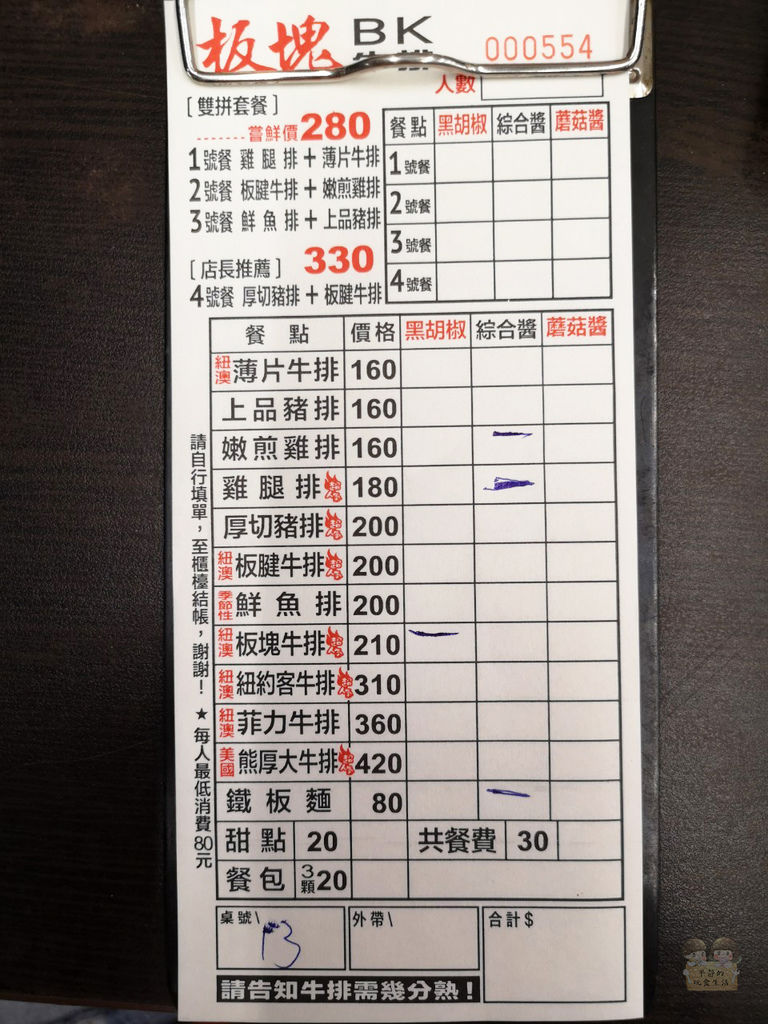 板塊 BK
000554
人數
[雙拼套餐]
.......嘗鮮價280
1號餐 雞腿排+薄片牛排
2號餐 板腱牛排+嫩煎雞排
3號餐 鮮魚排+上品豬排
[店長推薦] 330
4號餐 厚切豬排+板腱牛排
餐點 黑胡椒 綜合醬 蘑菇醬
1號餐
2號餐
3號餐
4號餐
餐點 價格 黑胡椒 綜合醬 蘑菇醬
紐澳 薄片牛排 160
上品豬排 160
嫩煎雞排 160
雞腿排 180
厚切豬排 200
紐澳 板腱牛排 200
季節性 鮮魚排 200
紐澳 板塊牛排 210
紐澳 紐約客牛排 310
紐澳 菲力牛排 360
美國 熊厚大牛排 420
鐵板麵 80
甜點 20 共餐費 30
餐包 3顆20
請自行填單,至櫃檯結帳,謝謝! ★ 每人最低消費80元
桌號\ 外帶\ 合計$
13
請告知牛排需幾分熟!